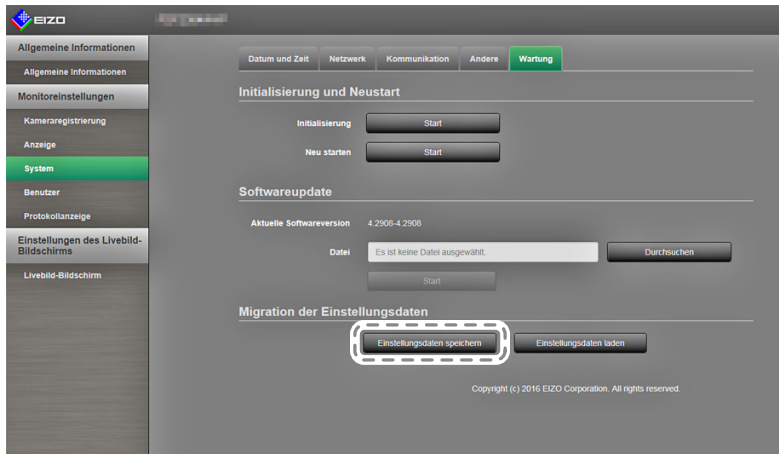 EIZO
Allgemeine Informationen
Allgemeine Informationen
Monitoreinstellungen
Kameraregistrierung
Anzeige
System
Benutzer
Protokollanzeige
Einstellungen des Livebild-
Bildschirms
Livebild-Bildschirm
Datum und Zeit Netzwerk Kommunikation Andere Wartung
Initialisierung und Neustart
Initialisierung Start
Neu starten Start
Softwareupdate
Aktuelle Softwareversion 4.2908-4.2908
Datei Es ist keine Datei ausgewählt. Durchsuchen
Start
Migration der Einstellungsdaten
Einstellungsdaten speichern Einstellungsdaten laden
Copyright (c) 2016 EIZO Corporation. All rights reserved.